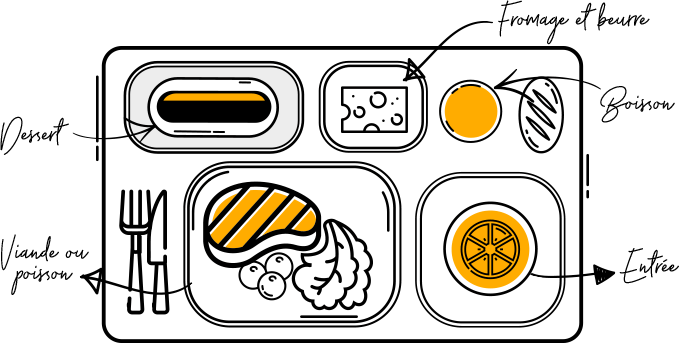 Fromage et beurre
Boisson
Dessert
Viande ou
poisson
Entrée